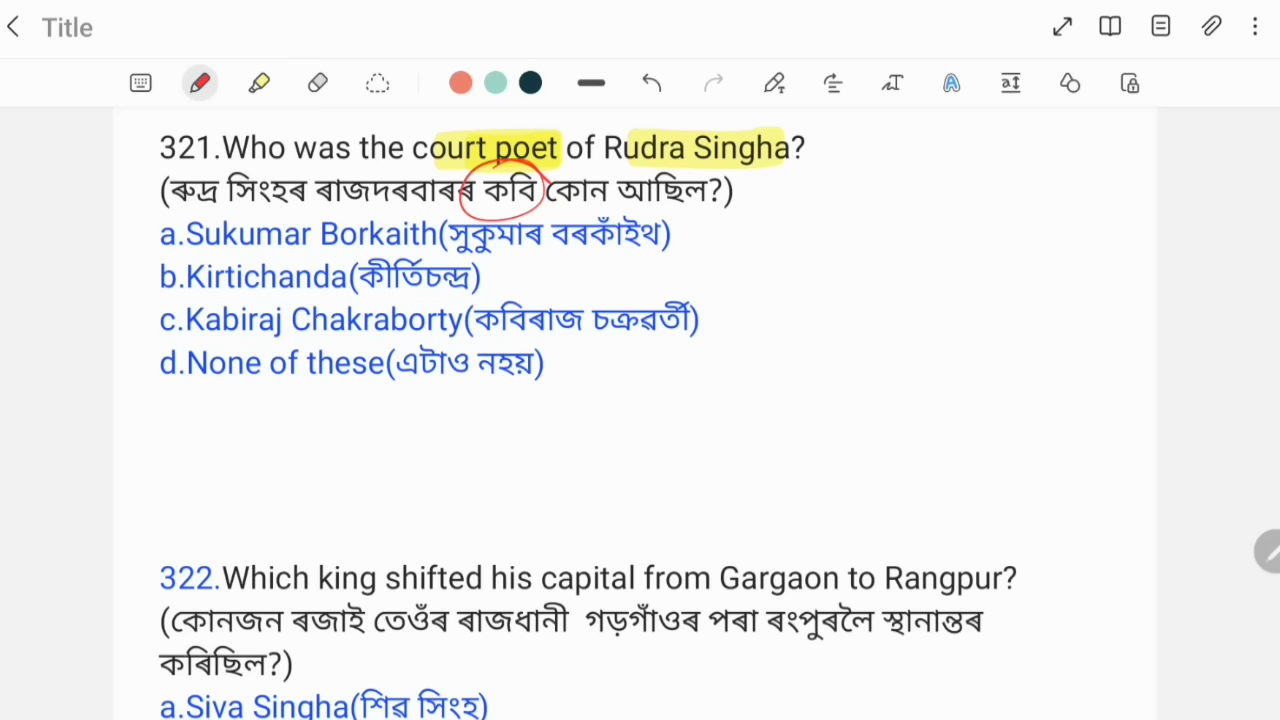 Title
321.Who was the court poet of Rudra Singha?
(ৰুদ্ৰ সিংহৰ ৰাজদৰবাৰৰ কবি কোন আছিল?)
a.Sukumar Borkaith(সুকুমাৰ বৰকাঁইথ)
b.Kirtichanda(কীৰ্তিচন্দ্ৰ)
c.Kabiraj Chakraborty(কবিৰাজ চক্ৰৱৰ্তী)
d.None of these(এটাও নহয়)
322.Which king shifted his capital from Gargaon to Rangpur?
(কোনজন ৰজাই তেওঁৰ ৰাজধানী গড়গাঁওৰ পৰা ৰংপুৰলৈ স্থানান্তৰ
কৰিছিল?)
a.Siva Singha(শিৱ সিংহ)